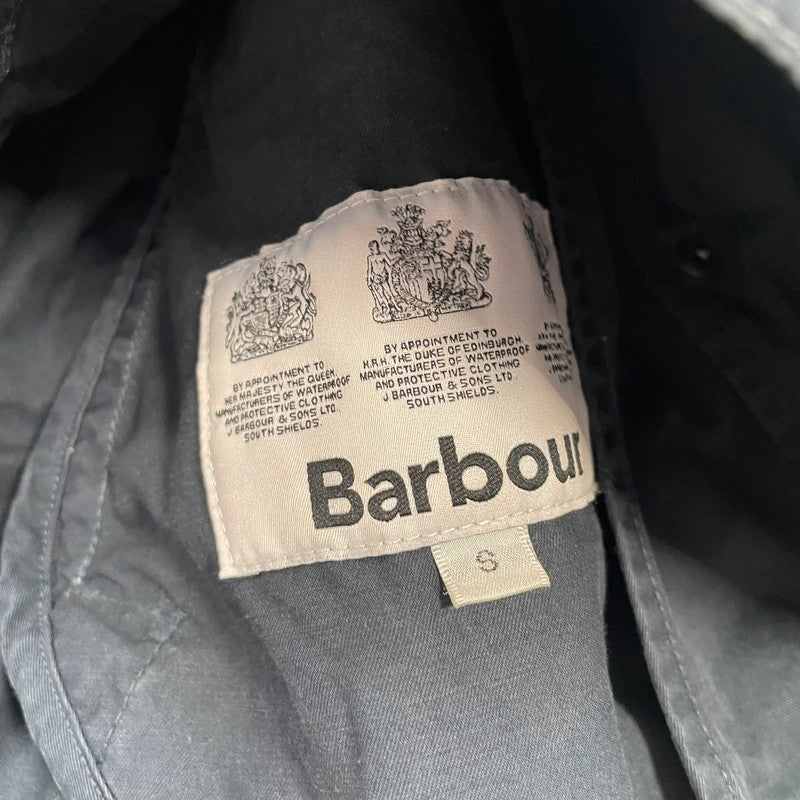 BY APPOINTMENT TO
HER MAJESTY THE QUEEN
MANUFACTURERS OF WATERPROOF
AND PROTECTIVE CLOTHING
J. BARBOUR & SONS LTD.,
SOUTH SHIELDS.
BY APPOINTMENT TO
H.R.H. THE DUKE OF EDINBURGH,
MANUFACTURERS OF WATERPROOF
AND PROTECTIVE CLOTHING
J. BARBOUR & SONS LTD.,
SOUTH SHIELDS.
Barbour
S